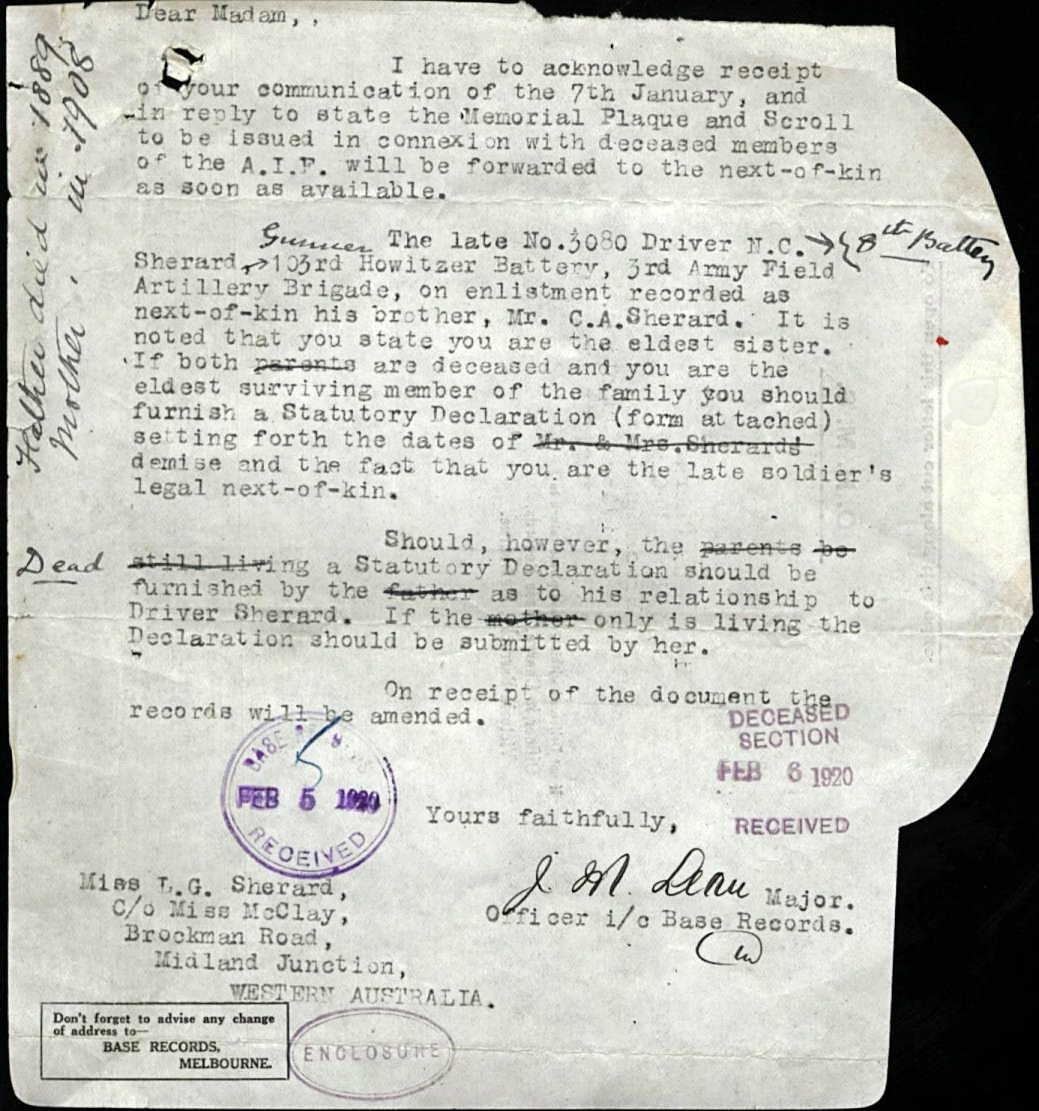 Dear Madam, ,
I have to acknowledge receipt
of your communication of the 7th January, and
in reply to state the Memorial Plaque and Scroll
to be issued in connexion with deceased members
of the A.I.F. will be forwarded to the next-of-kin
as soon as available.
Gunner The late No.3080 Driver N.C. 8th Battery
Sherard, 103rd Howitzer Battery, 3rd Army Field
Artillery Brigade, on enlistment recorded as
next-of-kin his brother, Mr. C.A.Sherard. It is
noted that you state you are the eldest sister.
If both parents are deceased and you are the
eldest surviving member of the family you should
furnish a Statutory Declaration (form attached)
setting forth the dates of Mr. & Mrs.Sherards
demise and the fact that you are the late soldier's
legal next-of-kin.
Father died in 1889
Mother . in 1908
Should, however, the parents be
Dead still living a Statutory Declaration should be
furnished by the father as to his relationship to
Driver Sherard. If the mother only is living the
Declaration should be submitted by her.
On receipt of the document the
records will be amended.
DECEASED
SECTION
FEB 6 1920
RECEIVED
BASE
FEB 5 1920
RECEIVED
Yours faithfully,
Major.
Officer i/c Base Records.
Miss L.G. Sherard,
C/o Miss McClay,
Brockman Road,
Midland Junction,
WESTERN AUSTRALIA.
Don't forget to advise any change
of address to—
BASE RECORDS,
MELBOURNE.
ENCLOSURE